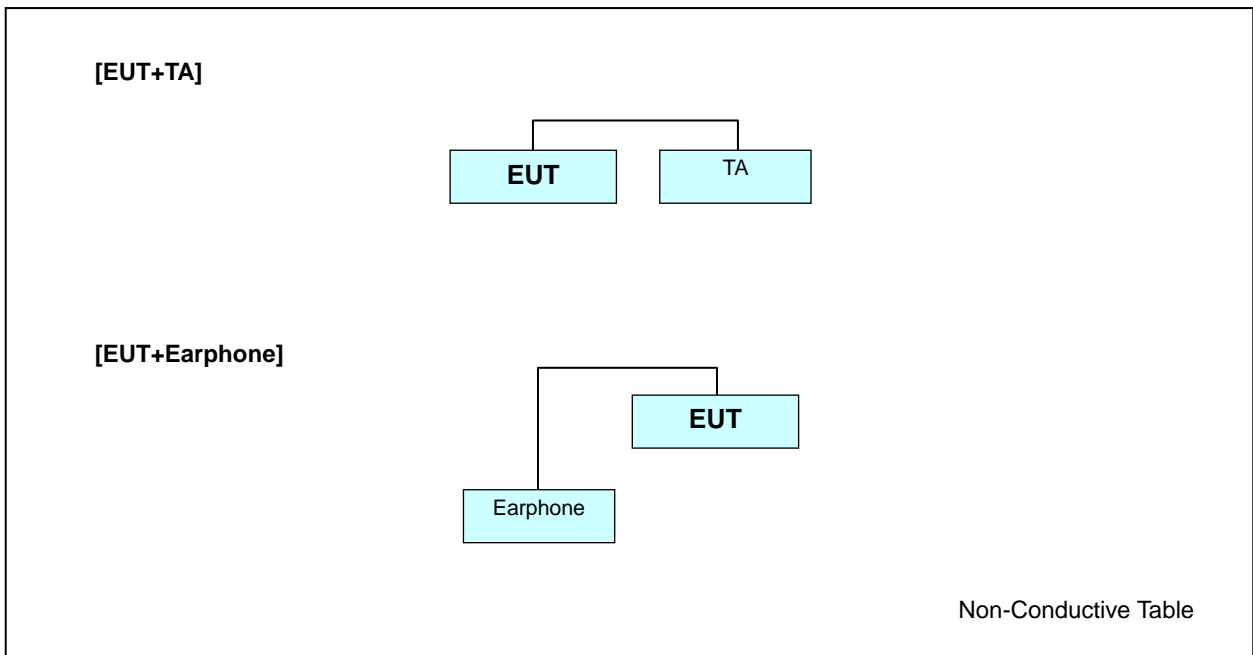 [EUT+TA]
EUT
TA
[EUT+Earphone]
EUT
Earphone
Non-Conductive Table